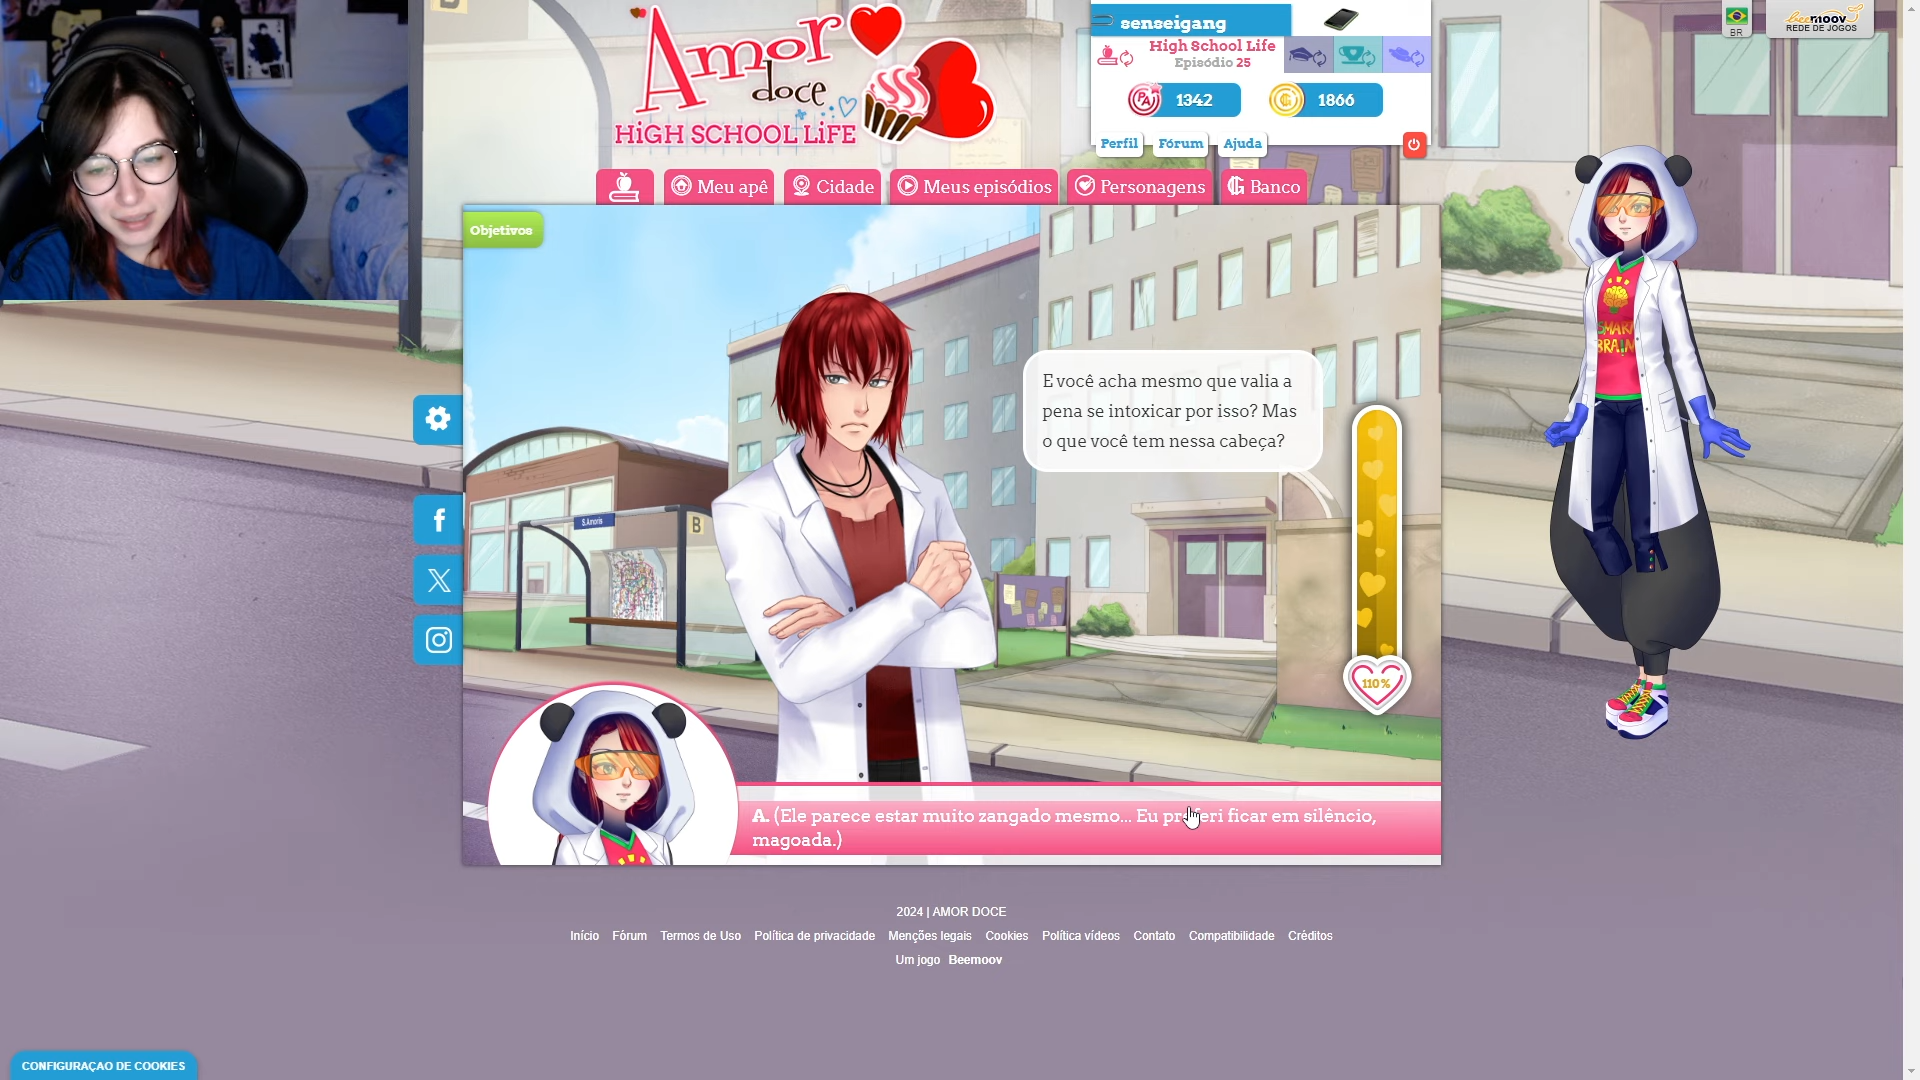 Amor
doce
HIGH SCHOOL LIFE
senseigang
High School Life
Episódio 25
1342
1866
Perfil
Fórum
Ajuda
BR
beemoov
REDE DE JOGOS
Meu apê
Cidade
Meus episódios
Personagens
Banco
Objetivos
E você acha mesmo que valia a
pena se intoxicar por isso? Mas
o que você tem nessa cabeça?
S.Amoris
B
SMART
BRAIN
110%
A. (Ele parece estar muito zangado mesmo... Eu preferi ficar em silêncio,
magoada.)
2024 | AMOR DOCE
Início Fórum Termos de Uso Política de privacidade Menções legais Cookies Política vídeos Contato Compatibilidade Créditos
Um jogo Beemoov
CONFIGURAÇAO DE COOKIES